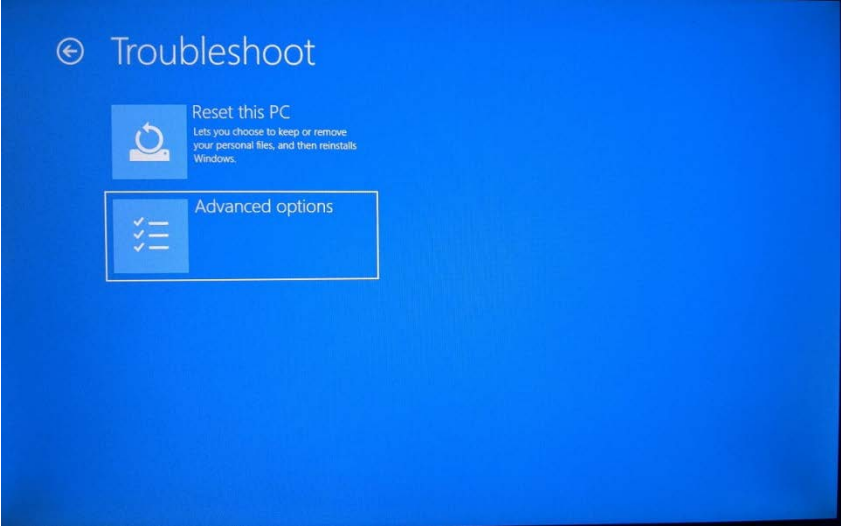 Troubleshoot
Reset this PC
Lets you choose to keep or remove
your personal files, and then reinstalls
Windows.
Advanced options